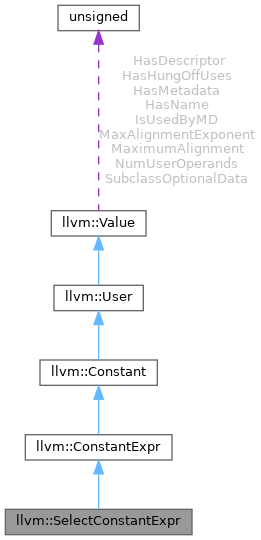 unsigned
HasDescriptor
HasHungOffUses
HasMetadata
HasName
IsUsedByMD
MaxAlignmentExponent
MaximumAlignment
NumUserOperands
SubclassOptionalData
llvm::Value
llvm::User
llvm::Constant
llvm::ConstantExpr
llvm::SelectConstantExpr